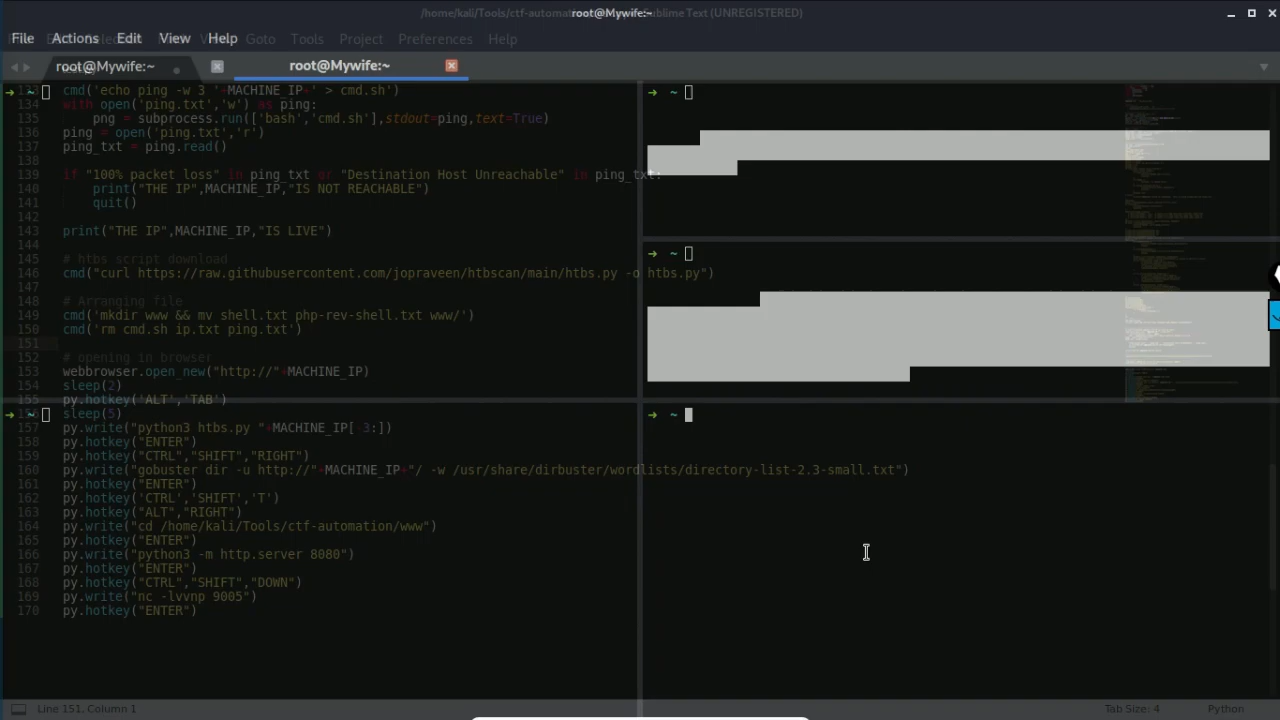 /home/kali/Tools/ctf-automat root@Mywife:~ Sublime Text (UNREGISTERED)
File Actions Edit View Help
Goto Tools Project Preferences Help
root@Mywife:~ root@Mywife:~
➜ ~
133 cmd('echo ping -w 3 '+MACHINE_IP+' > cmd.sh')
134 with open('ping.txt','w') as ping:
135 png = subprocess.run(['bash','cmd.sh'],stdout=ping,text=True)
136 ping = open('ping.txt','r')
137 ping_txt = ping.read()
138
139 if "100% packet loss" in ping_txt or "Destination Host Unreachable" in ping_txt:
140 print("THE IP",MACHINE_IP,"IS NOT REACHABLE")
141 quit()
142
143 print("THE IP",MACHINE_IP,"IS LIVE")
144
145 # htbs script download
146 cmd("curl https://raw.githubusercontent.com/jopraveen/htbscan/main/htbs.py -o htbs.py")
147
148 # Arranging file
149 cmd('mkdir www && mv shell.txt php-rev-shell.txt www/')
150 cmd('rm cmd.sh ip.txt ping.txt')
151
152 # opening in browser
153 webbrowser.open_new("http://"+MACHINE_IP)
154 sleep(2)
155 py.hotkey('ALT','TAB')
156 sleep(5)
157 py.write("python3 htbs.py "+MACHINE_IP[-3:])
158 py.hotkey("ENTER")
159 py.hotkey("CTRL","SHIFT","RIGHT")
160 py.write("gobuster dir -u http://"+MACHINE_IP+"/ -w /usr/share/dirbuster/wordlists/directory-list-2.3-small.txt")
161 py.hotkey("ENTER")
162 py.hotkey('CTRL','SHIFT','T')
163 py.hotkey("ALT","RIGHT")
164 py.write("cd /home/kali/Tools/ctf-automation/www")
165 py.hotkey("ENTER")
166 py.write("python3 -m http.server 8080")
167 py.hotkey("ENTER")
168 py.hotkey("CTRL","SHIFT","DOWN")
169 py.write("nc -lvvnp 9005")
170 py.hotkey("ENTER")
➜ ~
➜ ~
➜ ~
➜ ~
Line 151, Column 1 Tab Size: 4 Python